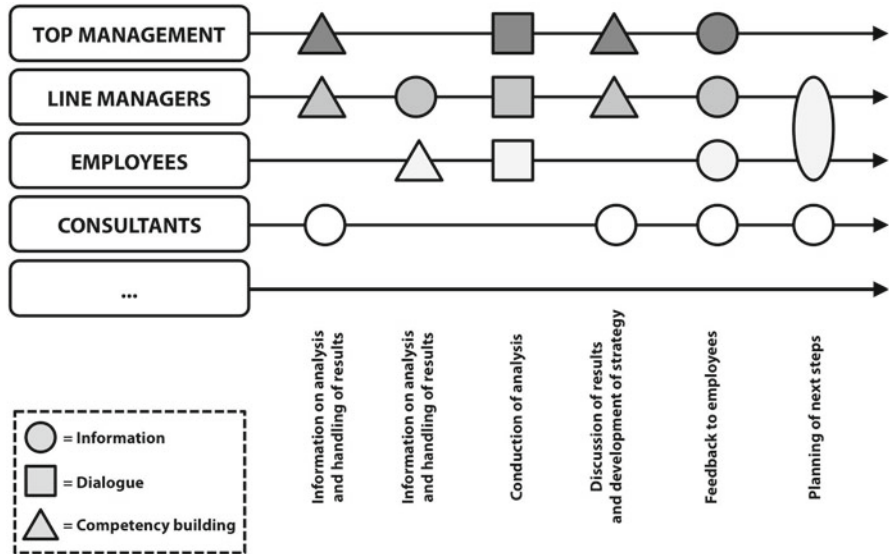 TOP MANAGEMENT
LINE MANAGERS
EMPLOYEES
CONSULTANTS
...
Information on analysis
and handling of results
Information on analysis
and handling of results
Conduction of analysis
Discussion of results
and development of strategy
Feedback to employees
Planning of next steps
= Information
= Dialogue
= Competency building